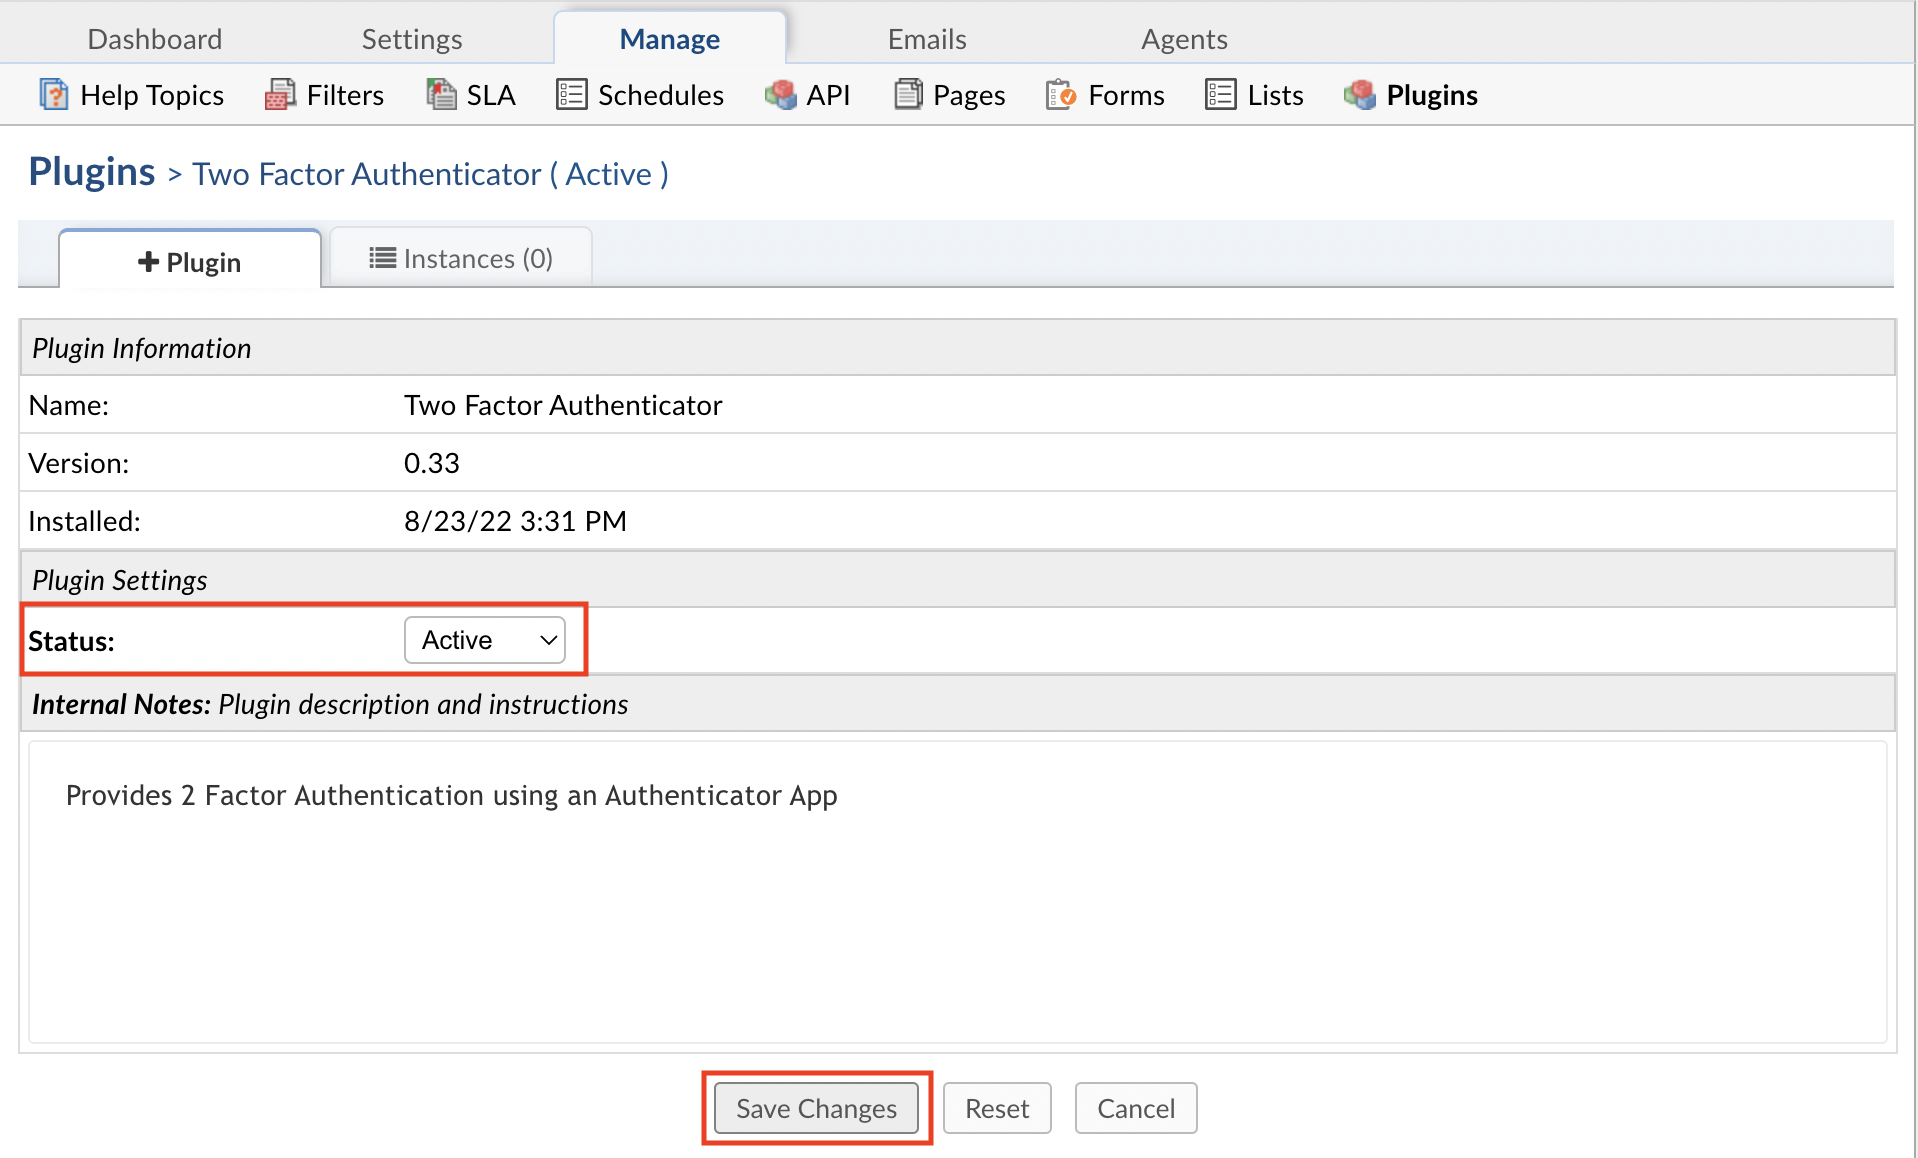 Dashboard Settings Manage Emails Agents
Help Topics Filters SLA Schedules API Pages Forms Lists Plugins
Plugins > Two Factor Authenticator ( Active )
Plugin Instances (0)
Plugin Information
Name: Two Factor Authenticator
Version: 0.33
Installed: 8/23/22 3:31 PM
Plugin Settings
Status: Active
Internal Notes: Plugin description and instructions
Provides 2 Factor Authentication using an Authenticator App
Save Changes Reset Cancel